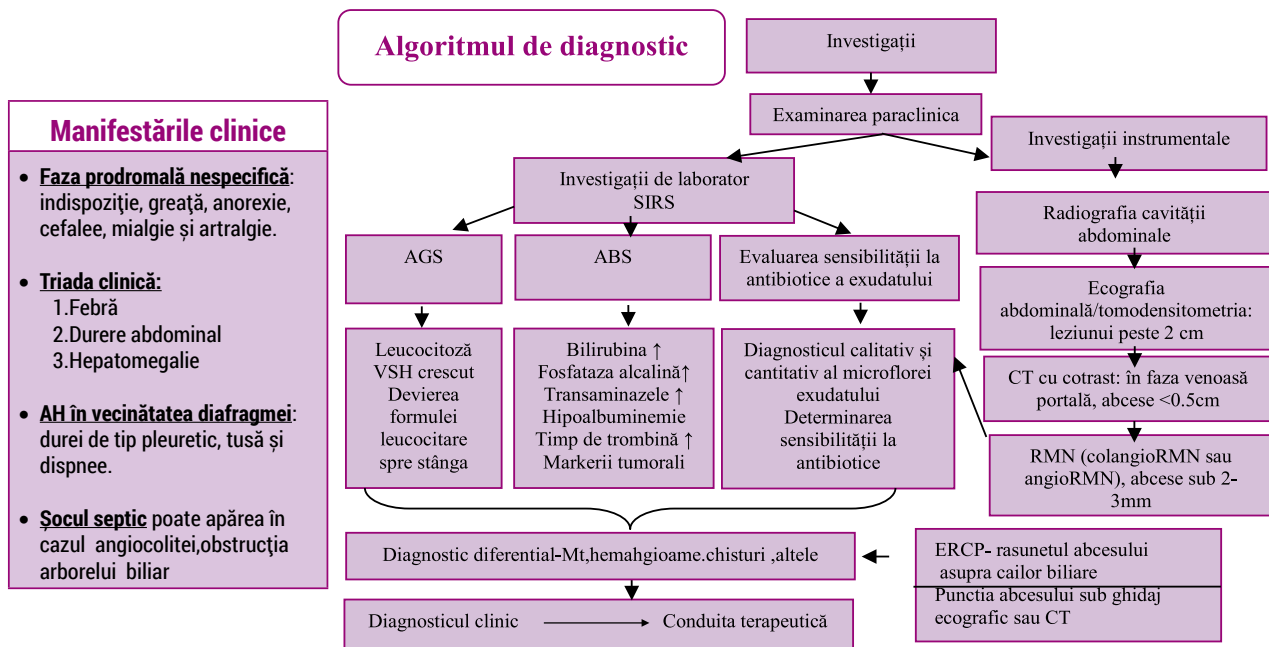 Algoritmul de diagnostic
Manifestările clinice
• Faza prodromală nespecifică:
indispoziţie, greaţă, anorexie,
cefalee, mialgie și artralgie.
• Triada clinică:
1.Febră
2.Durere abdominal
3.Hepatomegalie
• AH în vecinătatea diafragmei:
durei de tip pleuretic, tusă și
dispnee.
• Șocul septic poate apărea în
cazul angiocolitei,obstrucţia
arborelui biliar
Investigații
Examinarea paraclinica
Investigații de laborator
SIRS
Investigații instrumentale
AGS
ABS
Evaluarea sensibilității la
antibiotice a exudatului
Leucocitoză
VSH crescut
Devierea
formulei
leucocitare
spre stânga
Bilirubina ↑
Fosfataza alcalină↑
Transaminazele ↑
Hipoalbuminemie
Timp de trombină ↑
Markerii tumorali
Diagnosticul calitativ și
cantitativ al microflorei
exudatului
Determinarea
sensibilității la
antibiotice
Radiografia cavității
abdominale
Ecografia
abdominală/tomodensitometria:
leziunui peste 2 cm
CT cu cotrast: în faza venoasă
portală, abcese <0.5cm
RMN (colangioRMN sau
angioRMN), abcese sub 2-
3mm
Diagnostic diferential-Mt,hemahgioame.chisturi ,altele
ERCP- rasunetul abcesului
asupra cailor biliare
Punctia abcesului sub ghidaj
ecografic sau CT
Diagnosticul clinic → Conduita terapeutică